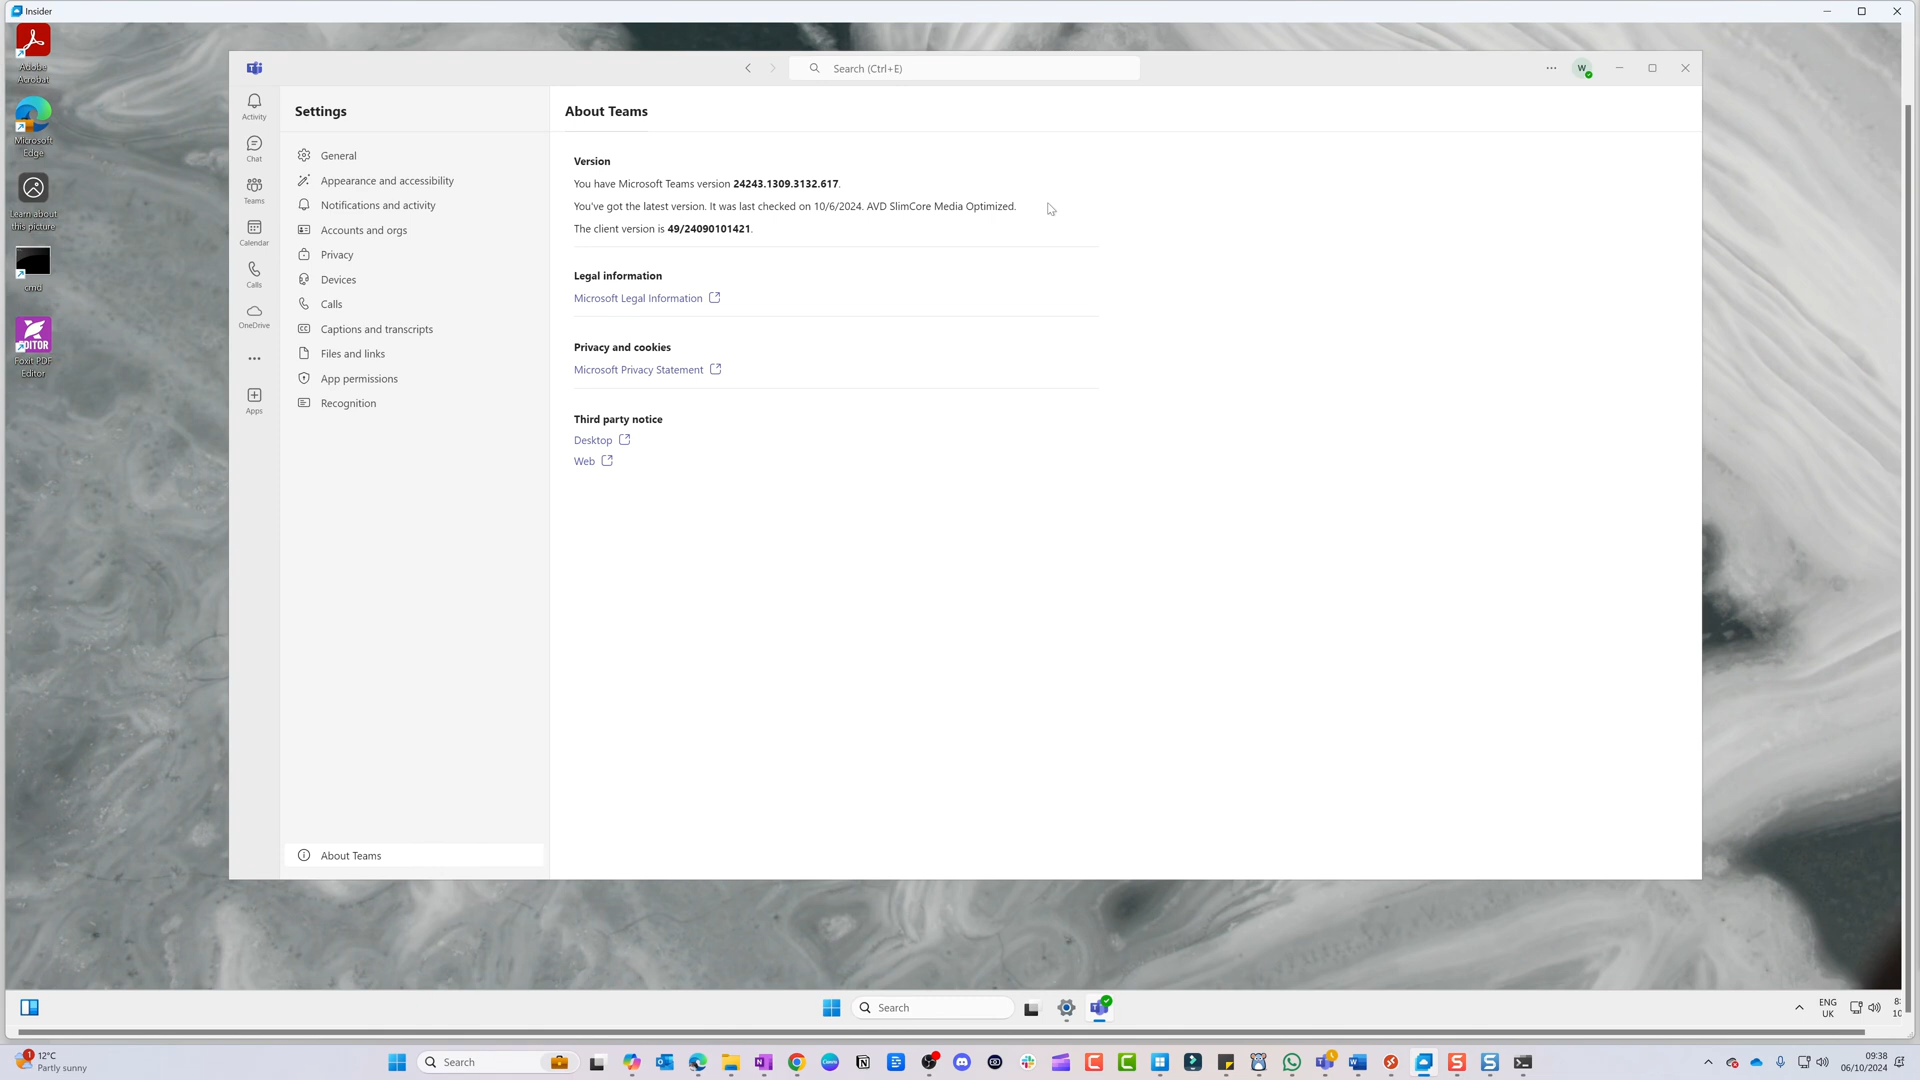 Insider
Adobe
Acrobat
Microsoft
Edge
Learn about
this picture
cmd
EDITOR
Foxit PDF
Editor
Search (Ctrl+E)
W
Activity
Chat
Teams
Calendar
Calls
OneDrive
Apps
Settings
General
Appearance and accessibility
Notifications and activity
Accounts and orgs
Privacy
Devices
Calls
Captions and transcripts
Files and links
App permissions
Recognition
About Teams
About Teams
Version
You have Microsoft Teams version 24243.1309.3132.617.
You've got the latest version. It was last checked on 10/6/2024. AVD SlimCore Media Optimized.
The client version is 49/24090101421.
Legal information
Microsoft Legal Information
Privacy and cookies
Microsoft Privacy Statement
Third party notice
Desktop
Web
Search
ENG
UK
8:
10
1
12°C
Partly sunny
Search
09:38
06/10/2024